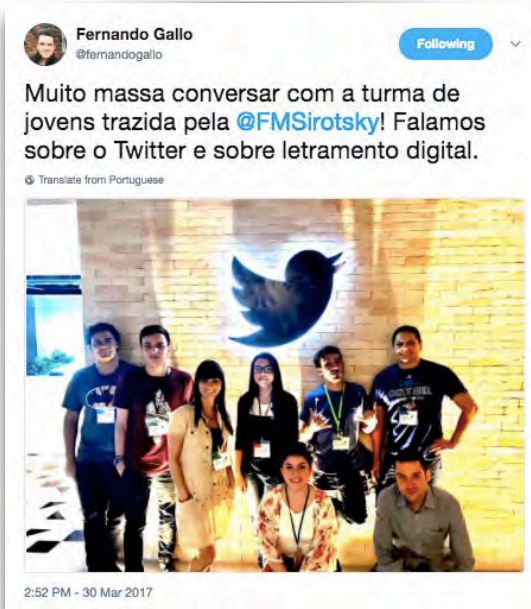 Fernando Gallo
@fernandogallo
Following
Muito massa conversar com a turma de
jovens trazida pela @FMSirotsky! Falamos
sobre o Twitter e sobre letramento digital.
Translate from Portuguese
2:52 PM - 30 Mar 2017